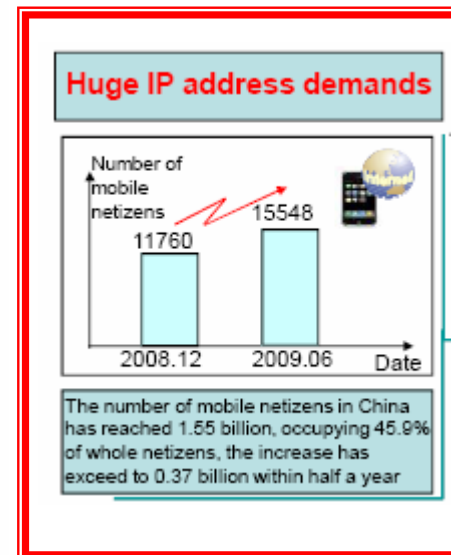 Huge IP address demands
Number of
mobile
netizens
15548
11760
2008.12 2009.06 Date
Internet
The number of mobile netizens in China
has reached 1.55 billion, occupying 45.9%
of whole netizens, the increase has
exceed to 0.37 billion within half a year